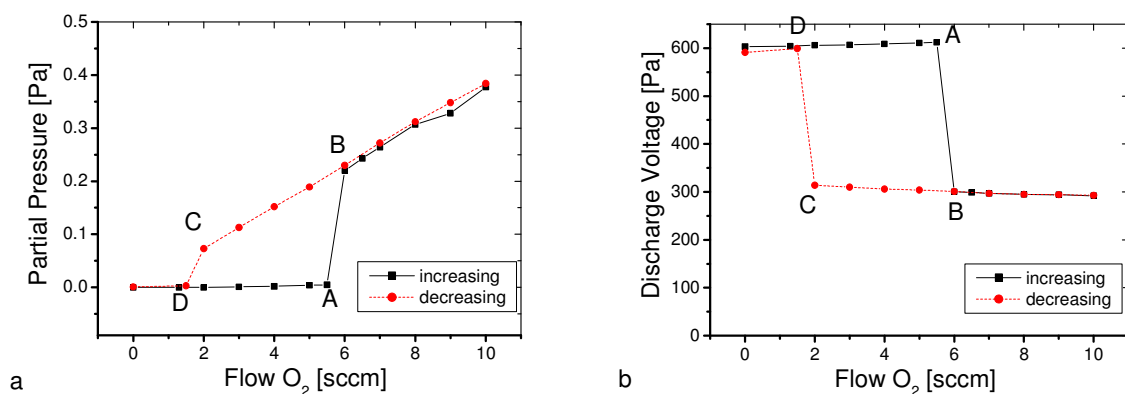 0.5
0.4
0.3
0.2
0.1
0.0
Partial Pressure [Pa]
B
C
D
A
increasing
decreasing
0 2 4 6 8 10
Flow O2 [sccm]
a
600
500
400
300
200
100
0
Discharge Voltage [Pa]
D
A
C
B
increasing
decreasing
0 2 4 6 8 10
Flow O2 [sccm]
b